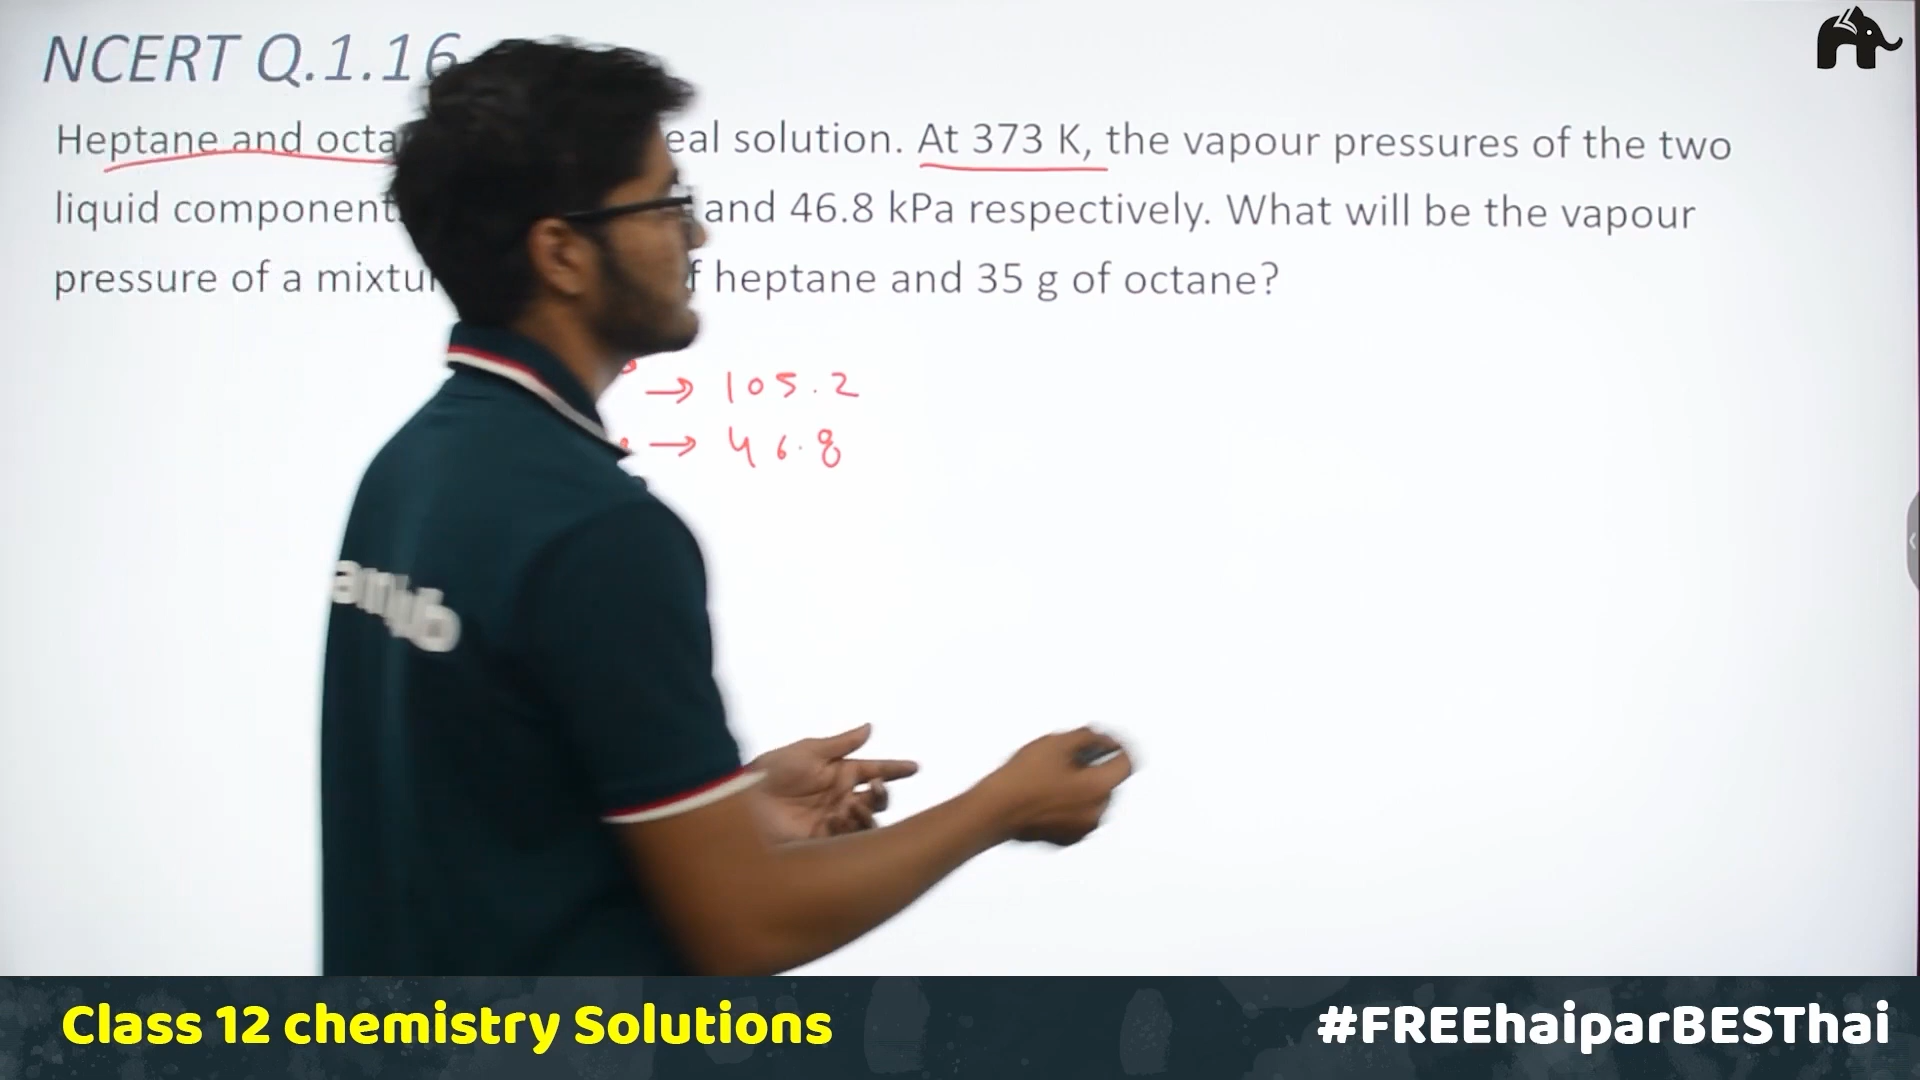 NCERT Q.1.16
Heptane and octa eal solution. At 373 K, the vapour pressures of the two
liquid component and 46.8 kPa respectively. What will be the vapour
pressure of a mixtur f heptane and 35 g of octane?
→ 105.2
→ 46.8
Class 12 chemistry Solutions #FREEhaiparBESThai